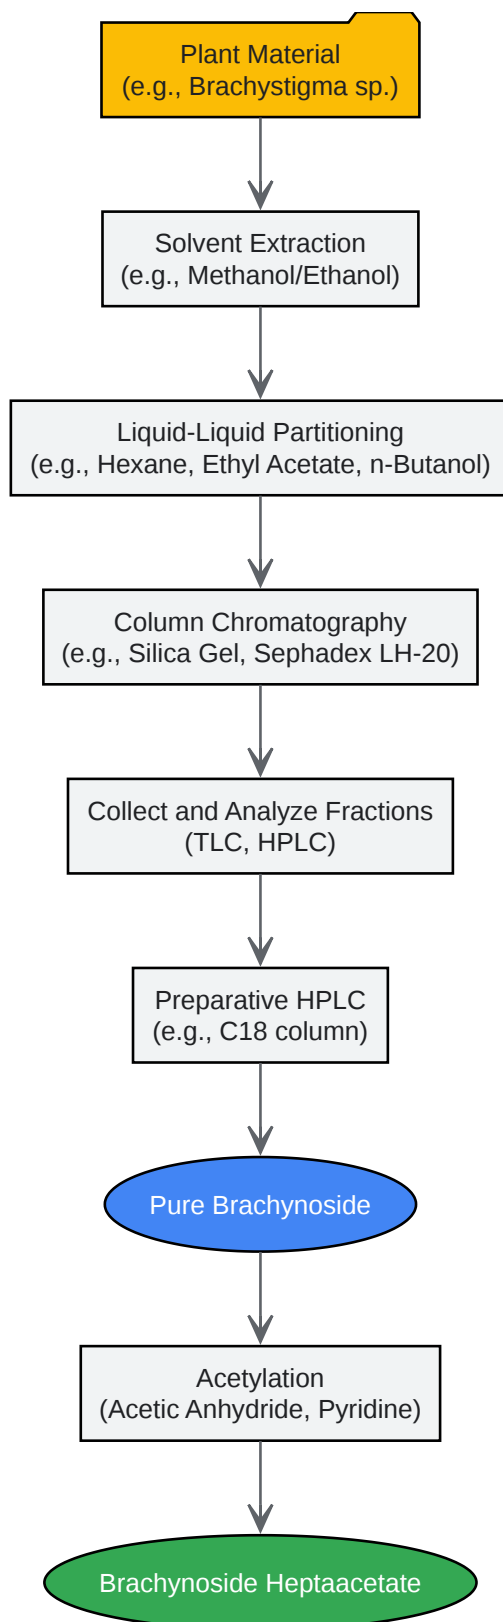 Plant Material
(e.g., Brachystigma sp.)
Solvent Extraction
(e.g., Methanol/Ethanol)
Liquid-Liquid Partitioning
(e.g., Hexane, Ethyl Acetate, n-Butanol)
Column Chromatography
(e.g., Silica Gel, Sephadex LH-20)
Collect and Analyze Fractions
(TLC, HPLC)
Preparative HPLC
(e.g., C18 column)
Pure Brachynoside
Acetylation
(Acetic Anhydride, Pyridine)
Brachynoside Heptaacetate